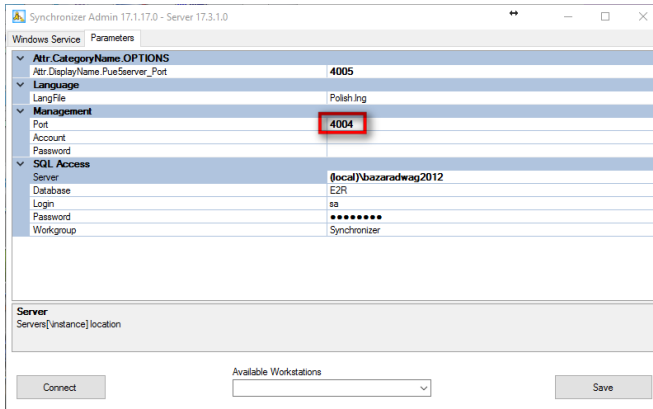 Synchronizer Admin 17.1.17.0 - Server 17.3.1.0
Windows Service Parameters
Attr.CategoryName.OPTIONS
Attr.DisplayName.Pue5server_Port 4005
Language
LangFile Polish.lng
Management
Port 4004
Account
Password
SQL Access
Server (local)\bazaradwag2012
Database E2R
Login sa
Password ●●●●●●●●
Workgroup Synchronizer
Server
Servers[\instance] location
Available Workstations
Connect Save